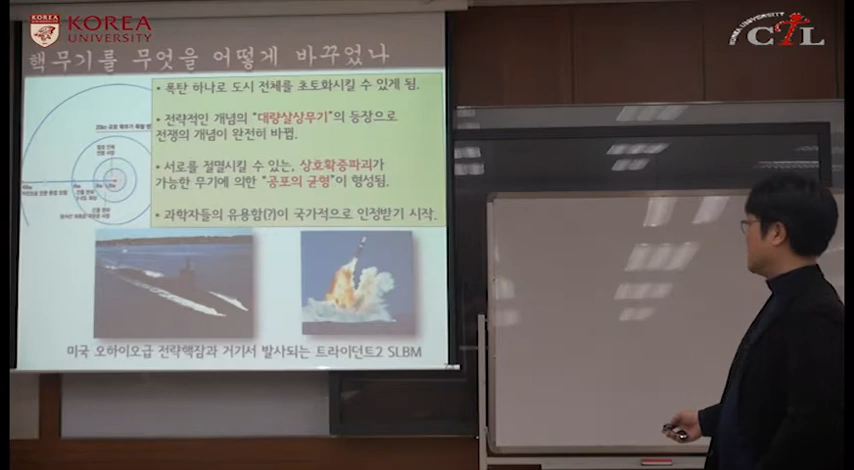 KOREA
UNIVERSITY
KOREA UNIVERSITY
CTL
핵무기를 무엇을 어떻게 바꾸었나
• 폭탄 하나로 도시 전체를 초토화시킬 수 있게 됨.
• 전략적인 개념의 "대량살상무기"의 등장으로
전쟁의 개념이 완전히 바뀜.
• 서로를 절멸시킬 수 있는, 상호확증파괴가
가능한 무기에 의한 "공포의 균형"이 형성됨.
• 과학자들의 유용함(?)이 국가적으로 인정받기 시작.
미국 오하이오급 전략핵잠과 거기서 발사되는 트라이던트2 SLBM